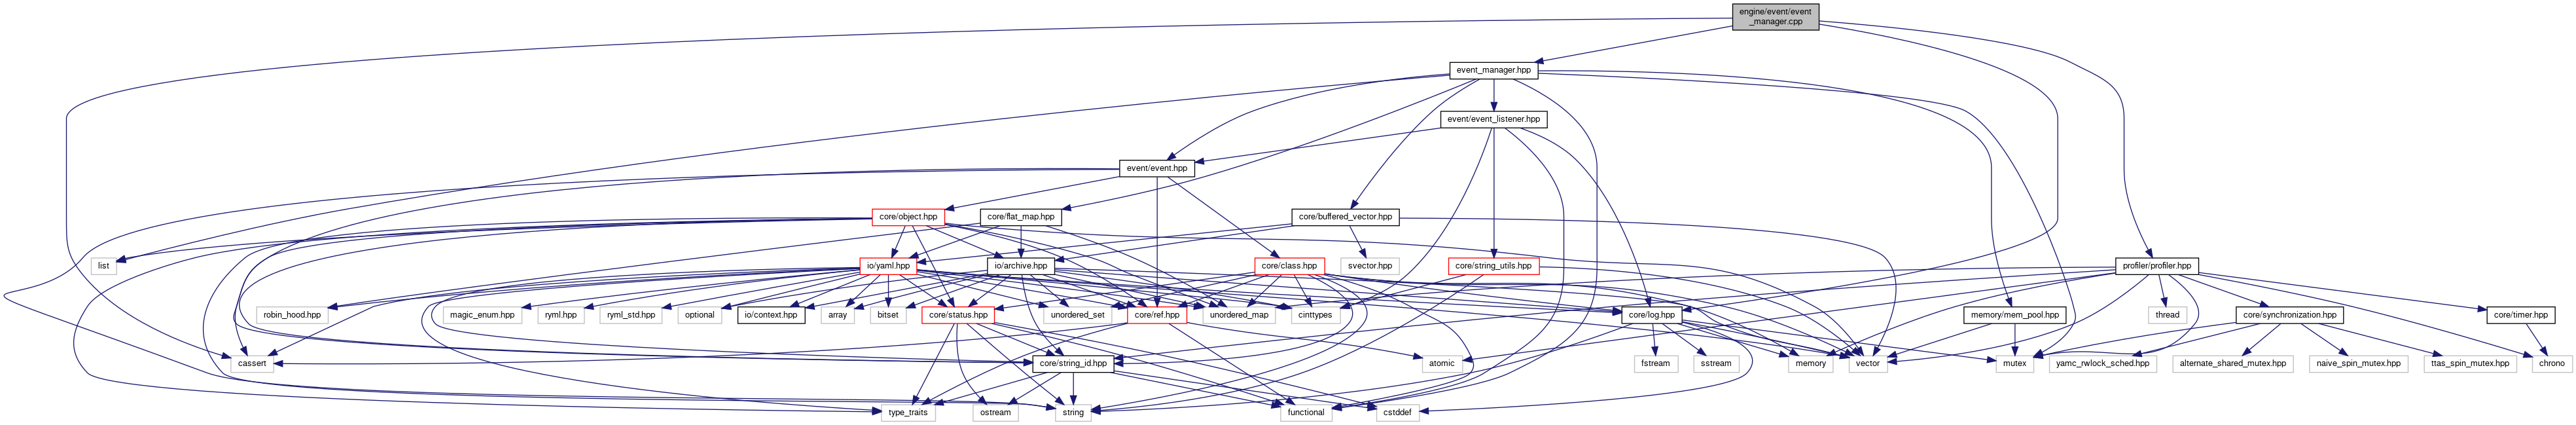 engine/event/event
_manager.cpp
event_manager.hpp
event/event_listener.hpp
event/event.hpp
core/object.hpp
core/flat_map.hpp
core/buffered_vector.hpp
list
io/yaml.hpp
io/archive.hpp
core/class.hpp
svector.hpp
core/string_utils.hpp
profiler/profiler.hpp
robin_hood.hpp
magic_enum.hpp
ryml.hpp
ryml_std.hpp
optional
io/context.hpp
array
bitset
core/status.hpp
unordered_set
core/ref.hpp
unordered_map
cinttypes
core/log.hpp
memory/mem_pool.hpp
thread
core/synchronization.hpp
core/timer.hpp
cassert
core/string_id.hpp
atomic
fstream
sstream
memory
vector
mutex
yamc_rwlock_sched.hpp
alternate_shared_mutex.hpp
naive_spin_mutex.hpp
ttas_spin_mutex.hpp
chrono
type_traits
ostream
string
functional
cstddef